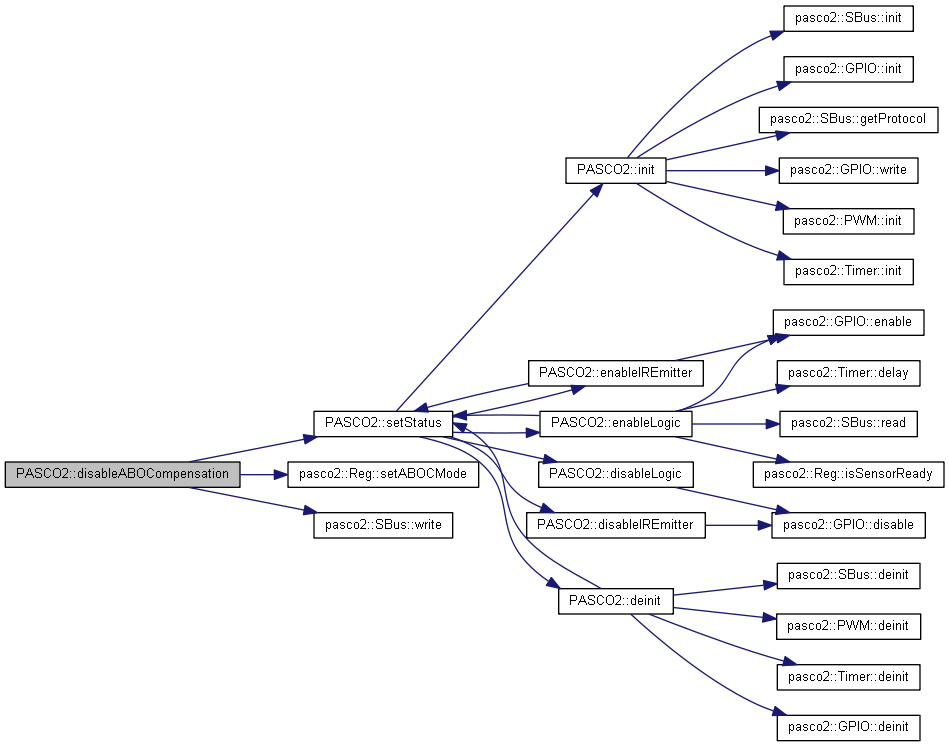 pasco2::SBus::init
pasco2::GPIO::init
pasco2::SBus::getProtocol
PASCO2::init
pasco2::GPIO::write
pasco2::PWM::init
pasco2::Timer::init
pasco2::GPIO::enable
PASCO2::enableIREmitter
pasco2::Timer::delay
PASCO2::setStatus
PASCO2::enableLogic
pasco2::SBus::read
PASCO2::disableABOCompensation
pasco2::Reg::setABOCMode
PASCO2::disableLogic
pasco2::Reg::isSensorReady
pasco2::SBus::write
PASCO2::disableIREmitter
pasco2::GPIO::disable
pasco2::SBus::deinit
PASCO2::deinit
pasco2::PWM::deinit
pasco2::Timer::deinit
pasco2::GPIO::deinit